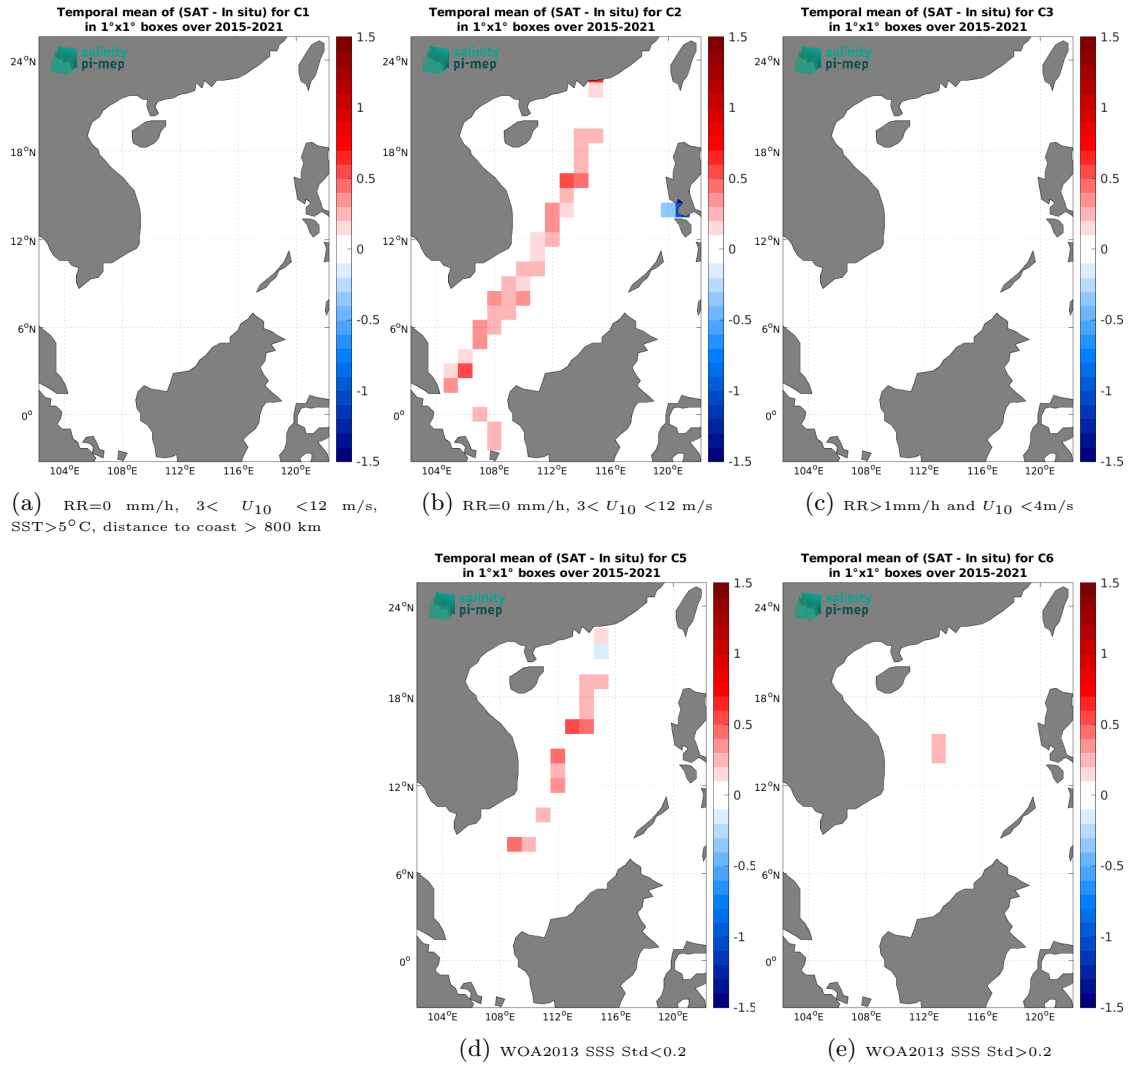 Temporal mean of (SAT - In situ) for C1
in 1°x1° boxes over 2015-2021
salinity
pi-mep
24°N
18°N
12°N
6°N
0°
104°E 108°E 112°E 116°E 120°E
1.5
1
0.5
0
-0.5
-1
-1.5
(a) RR=0 mm/h, 3< U10 <12 m/s,
SST>5°C, distance to coast > 800 km
Temporal mean of (SAT - In situ) for C2
in 1°x1° boxes over 2015-2021
salinity
pi-mep
24°N
18°N
12°N
6°N
0°
104°E 108°E 112°E 116°E 120°E
1.5
1
0.5
0
-0.5
-1
-1.5
(b) RR=0 mm/h, 3< U10 <12 m/s
Temporal mean of (SAT - In situ) for C3
in 1°x1° boxes over 2015-2021
salinity
pi-mep
24°N
18°N
12°N
6°N
0°
104°E 108°E 112°E 116°E 120°E
1.5
1
0.5
0
-0.5
-1
-1.5
(c) RR>1mm/h and U10 <4m/s
Temporal mean of (SAT - In situ) for C5
in 1°x1° boxes over 2015-2021
salinity
pi-mep
24°N
18°N
12°N
6°N
0°
104°E 108°E 112°E 116°E 120°E
1.5
1
0.5
0
-0.5
-1
-1.5
(d) WOA2013 SSS Std<0.2
Temporal mean of (SAT - In situ) for C6
in 1°x1° boxes over 2015-2021
salinity
pi-mep
24°N
18°N
12°N
6°N
0°
104°E 108°E 112°E 116°E 120°E
1.5
1
0.5
0
-0.5
-1
-1.5
(e) WOA2013 SSS Std>0.2